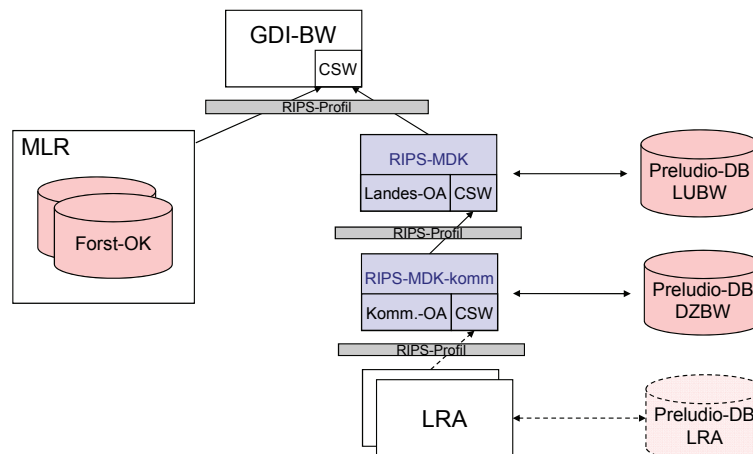 GDI-BW
CSW
RIPS-Profil
MLR
Forst-OK
RIPS-MDK
Landes-OA
CSW
Preludio-DB
LUBW
RIPS-Profil
RIPS-MDK-komm
Komm.-OA
CSW
Preludio-DB
DZBW
RIPS-Profil
LRA
Preludio-DB
LRA